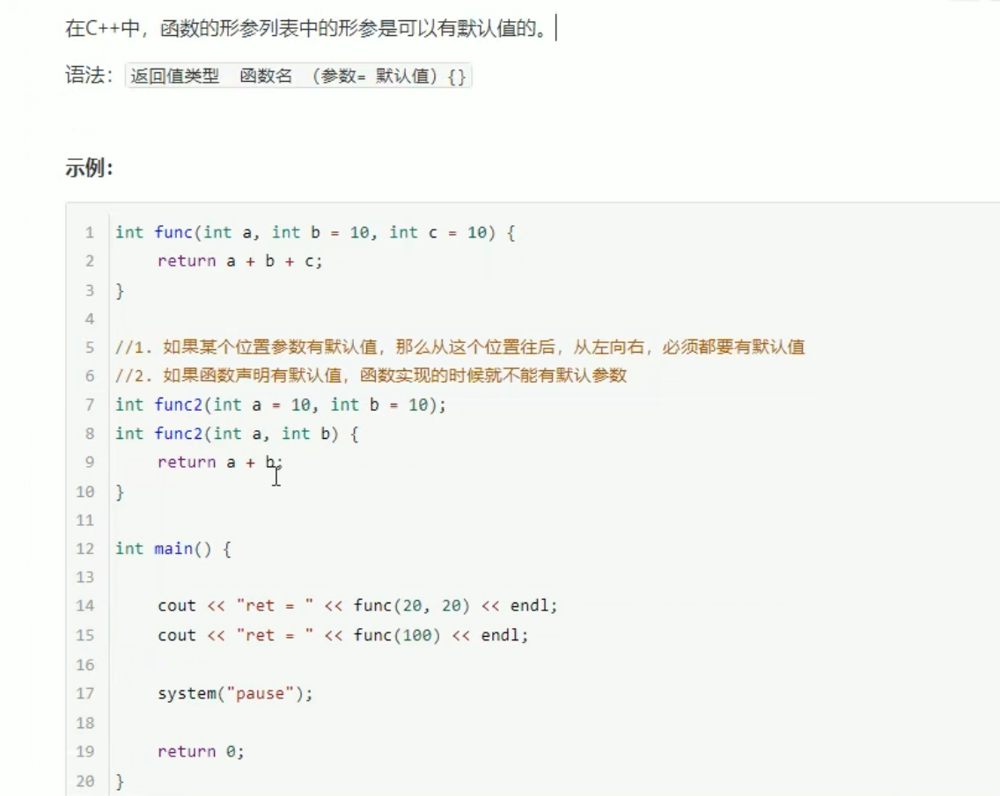 在C++中，函数的形参列表中的形参是可以有默认值的。
语法： 返回值类型  函数名 （参数= 默认值）{}
示例：
1 int func(int a, int b = 10, int c = 10) {
2     return a + b + c;
3 }
4
5 //1. 如果某个位置参数有默认值，那么从这个位置往后，从左向右，必须都要有默认值
6 //2. 如果函数声明有默认值，函数实现的时候就不能有默认参数
7 int func2(int a = 10, int b = 10);
8 int func2(int a, int b) {
9     return a + b;
10 }
11
12 int main() {
13
14     cout << "ret = " << func(20, 20) << endl;
15     cout << "ret = " << func(100) << endl;
16
17     system("pause");
18
19     return 0;
20 }